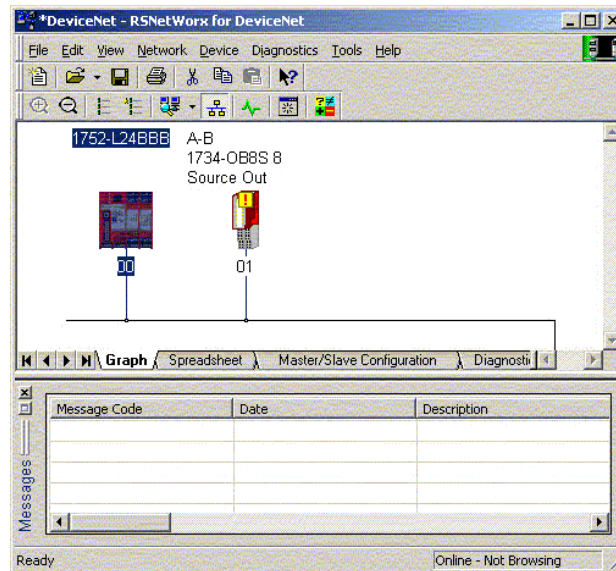 *DeviceNet - RSNetWorx for DeviceNet
File Edit View Network Device Diagnostics Tools Help
1752-L24BBB
A-B
1734-OB8S 8
Source Out
!
00
01
Graph Spreadsheet Master/Slave Configuration Diagnosti
Messages
Message Code Date Description
Ready Online - Not Browsing